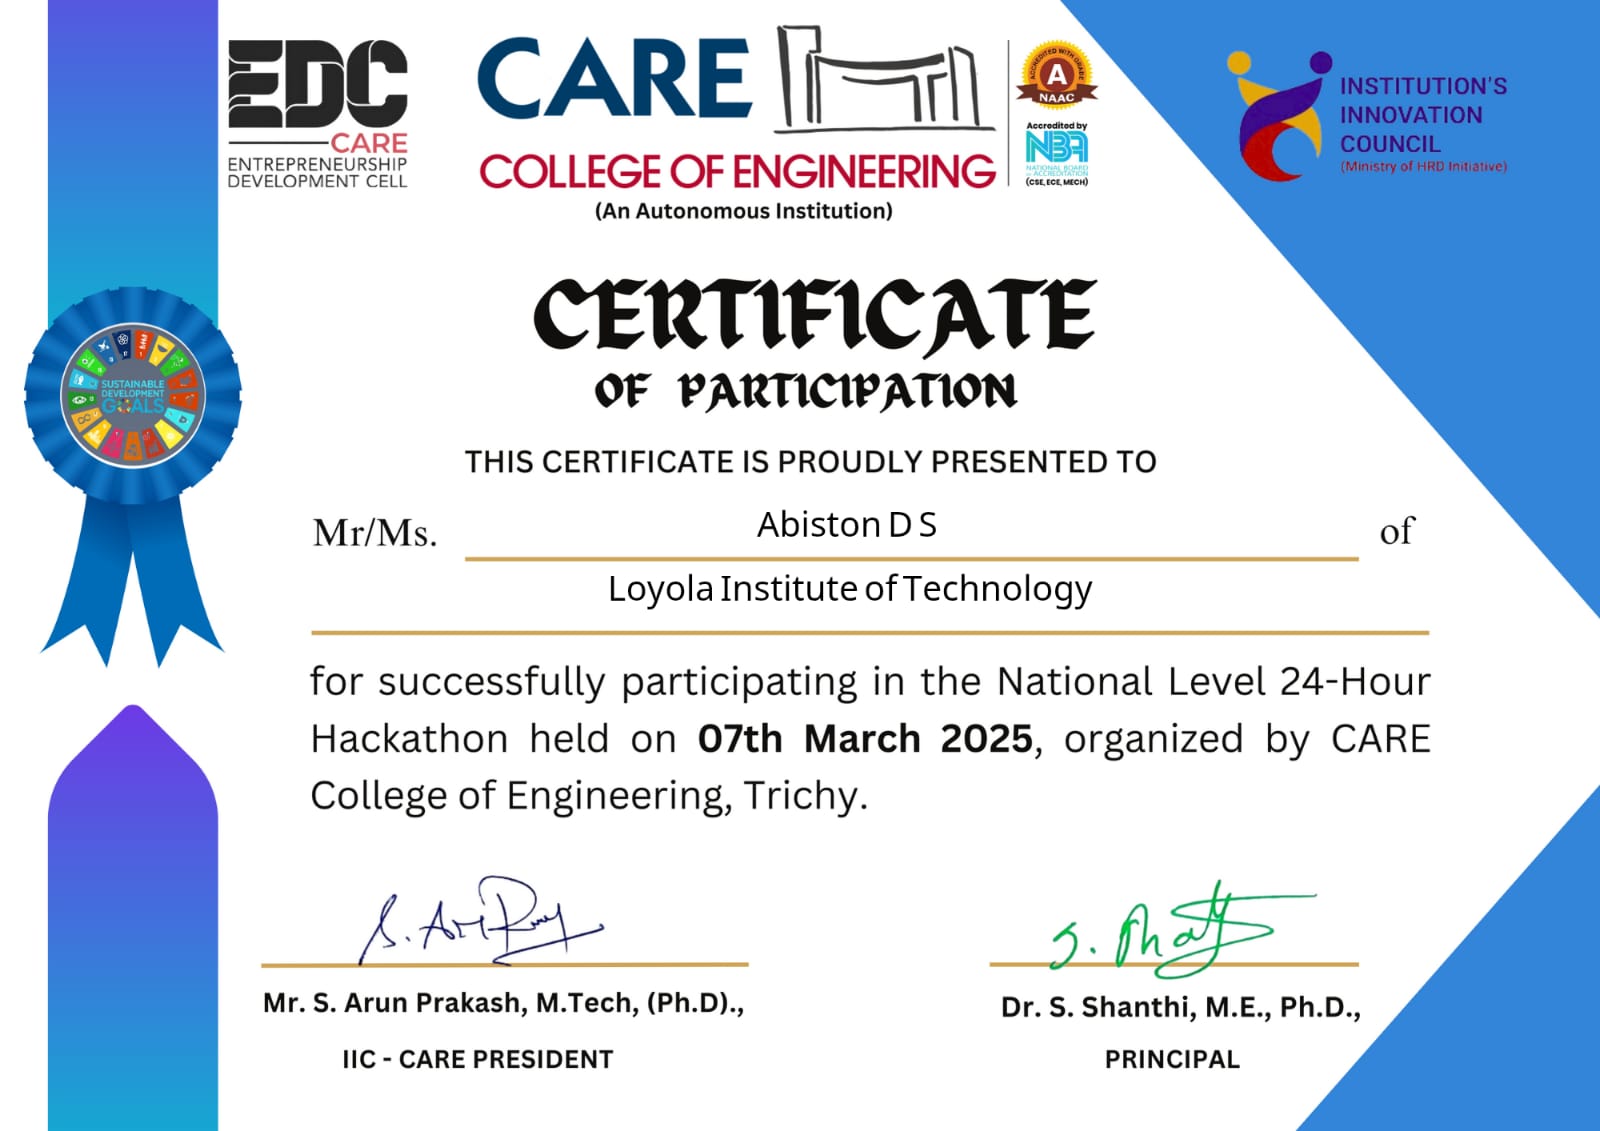 EDC
CARE
ENTREPRENEURSHIP
DEVELOPMENT CELL
CARE
COLLEGE OF ENGINEERING
(An Autonomous Institution)
ACCREDITED WITH GRADE
A
NAAC
Accredited by
NBA
NATIONAL BOARD
of ACCREDITATION
(CSE, ECE, MECH)
INSTITUTION'S
INNOVATION
COUNCIL
(Ministry of HRD Initiative)
SUSTAINABLE
DEVELOPMENT
GOALS
CERTIFICATE
OF PARTICIPATION
THIS CERTIFICATE IS PROUDLY PRESENTED TO
Mr/Ms. Abiston D S of
Loyola Institute of Technology
for successfully participating in the National Level 24-Hour
Hackathon held on 07th March 2025, organized by CARE
College of Engineering, Trichy.
Mr. S. Arun Prakash, M.Tech, (Ph.D).,
IIC - CARE PRESIDENT
Dr. S. Shanthi, M.E., Ph.D.,
PRINCIPAL